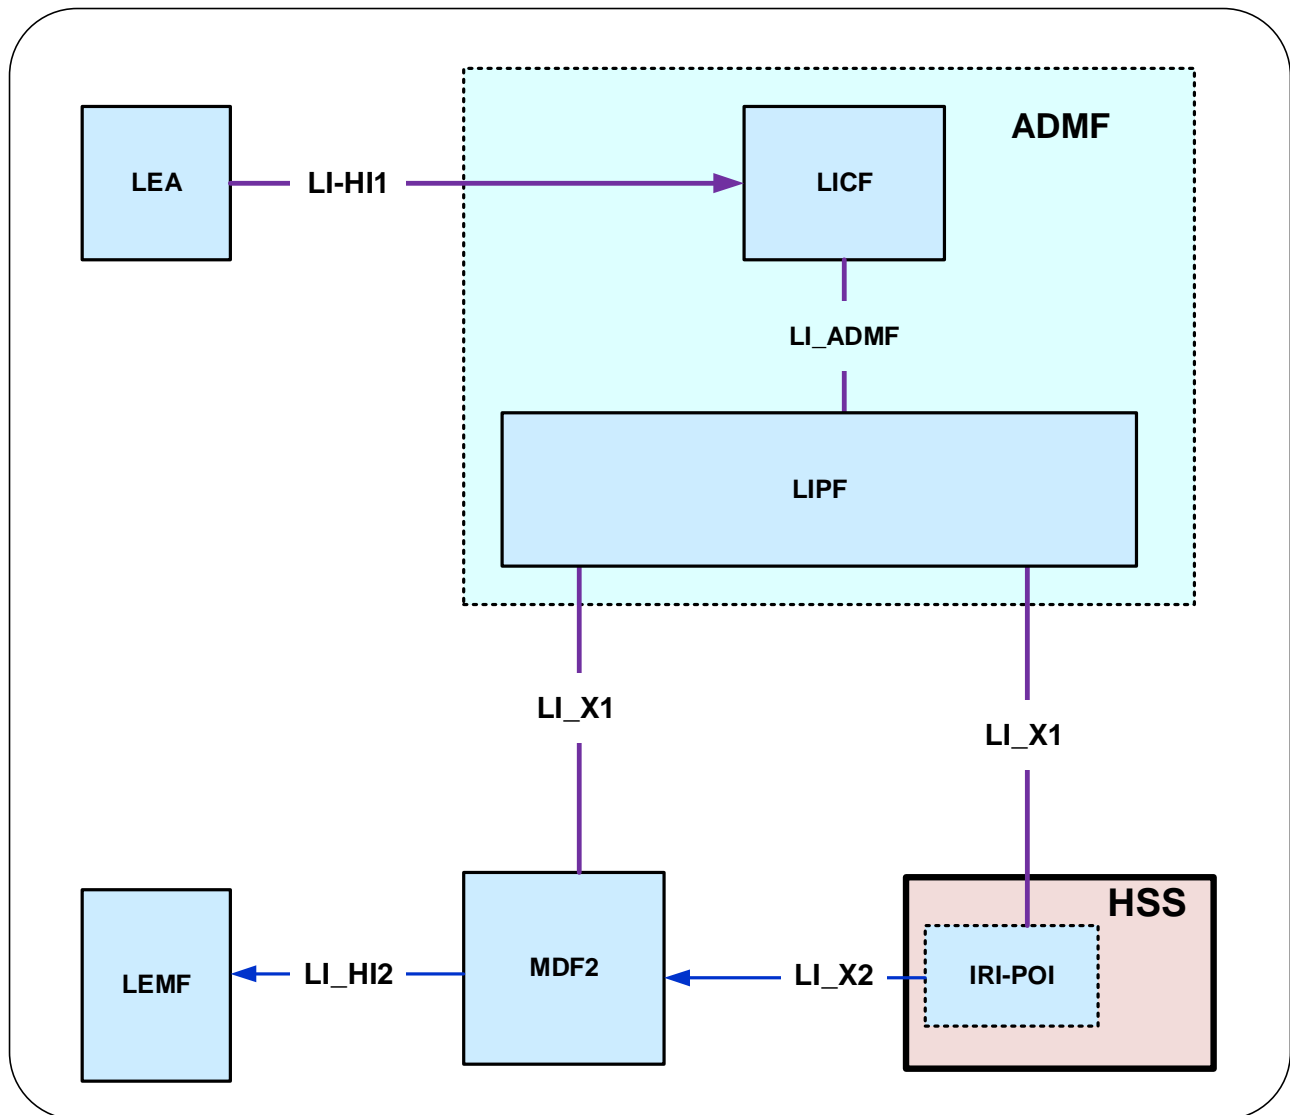 ADMF
LEA
LI-HI1
LICF
LI_ADMF
LIPF
LI_X1
LI_X1
HSS
LEMF
LI_HI2
MDF2
LI_X2
IRI-POI